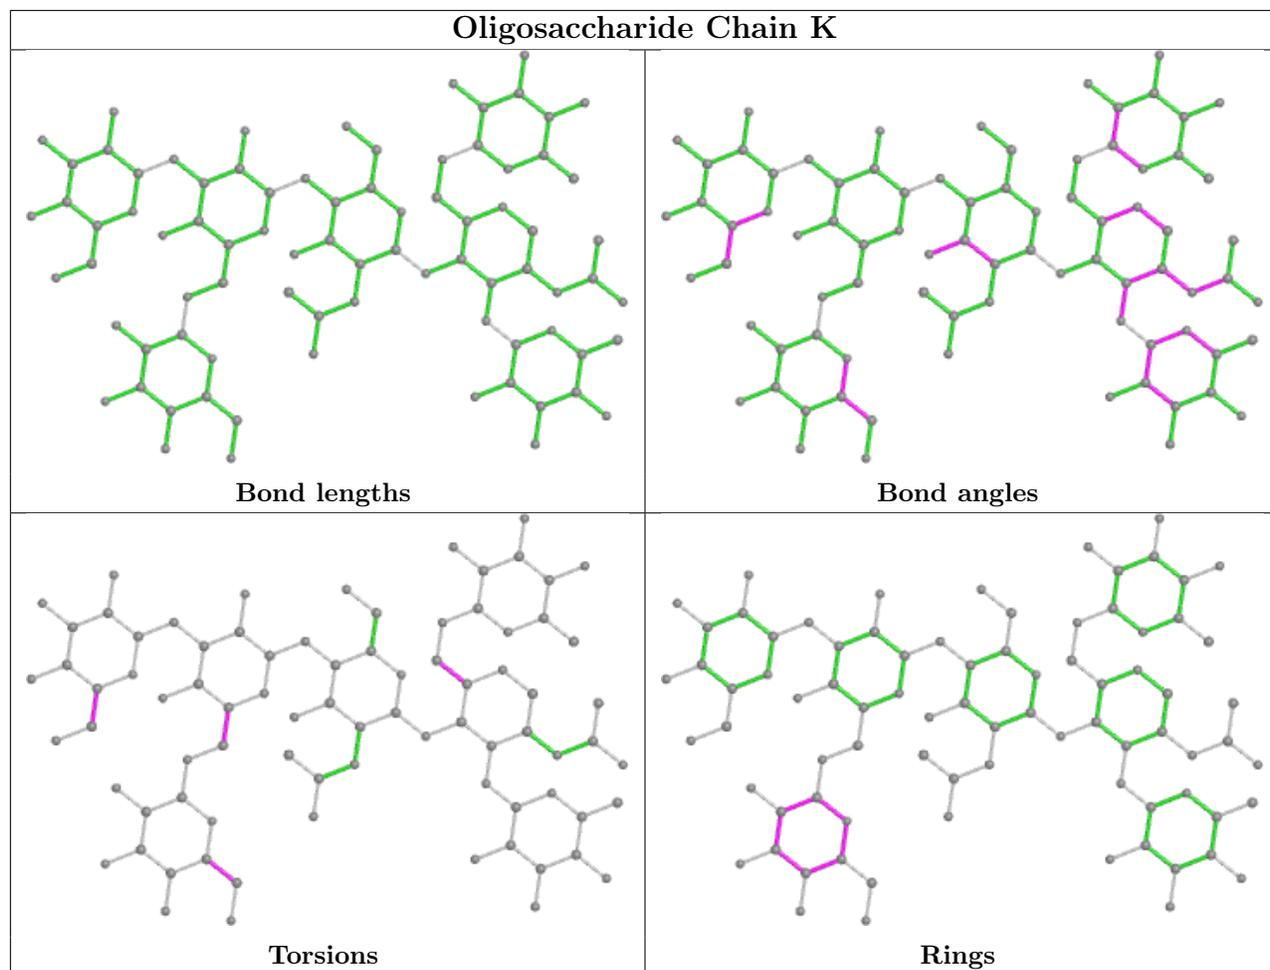 Oligosaccharide Chain K
Bond lengths
Bond angles
Torsions
Rings